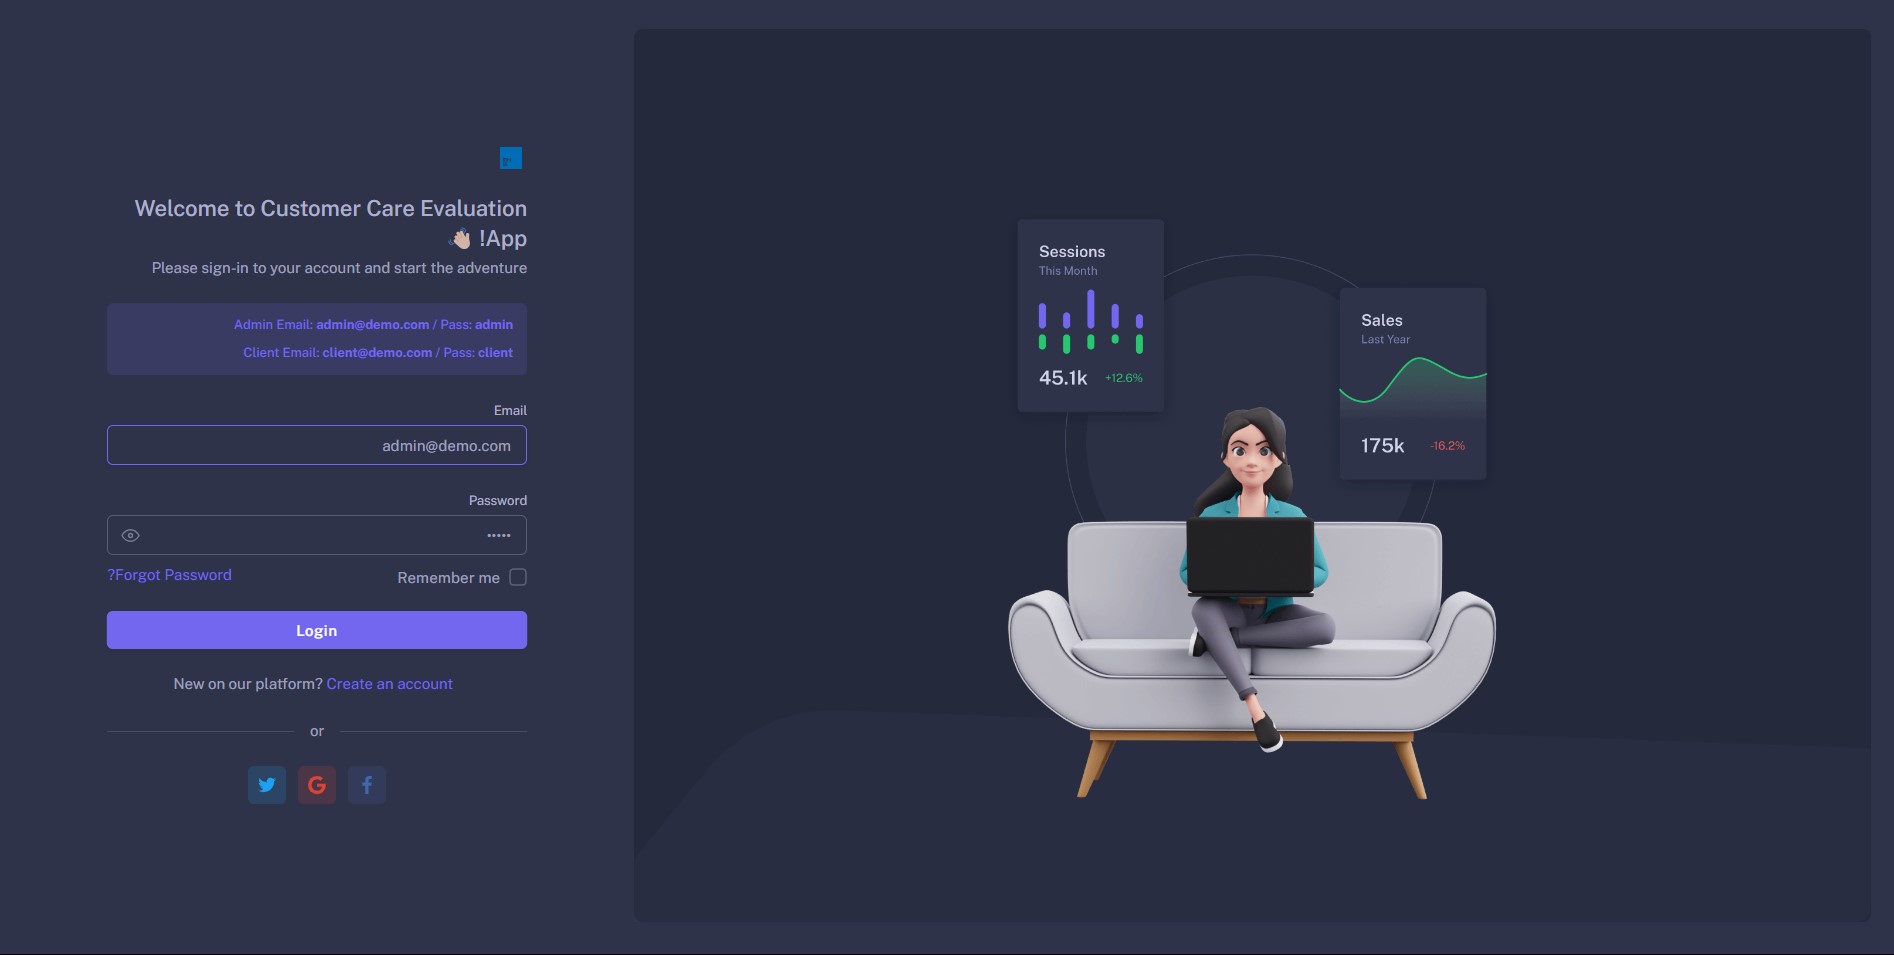 Welcome to Customer Care Evaluation
👋🏻 !App
Please sign-in to your account and start the adventure
Admin Email: admin@demo.com / Pass: admin
Client Email: client@demo.com / Pass: client
Email
admin@demo.com
Password
•••••
?Forgot Password
Remember me
Login
New on our platform? Create an account
or
Sessions
This Month
45.1k +12.6%
Sales
Last Year
175k -16.2%